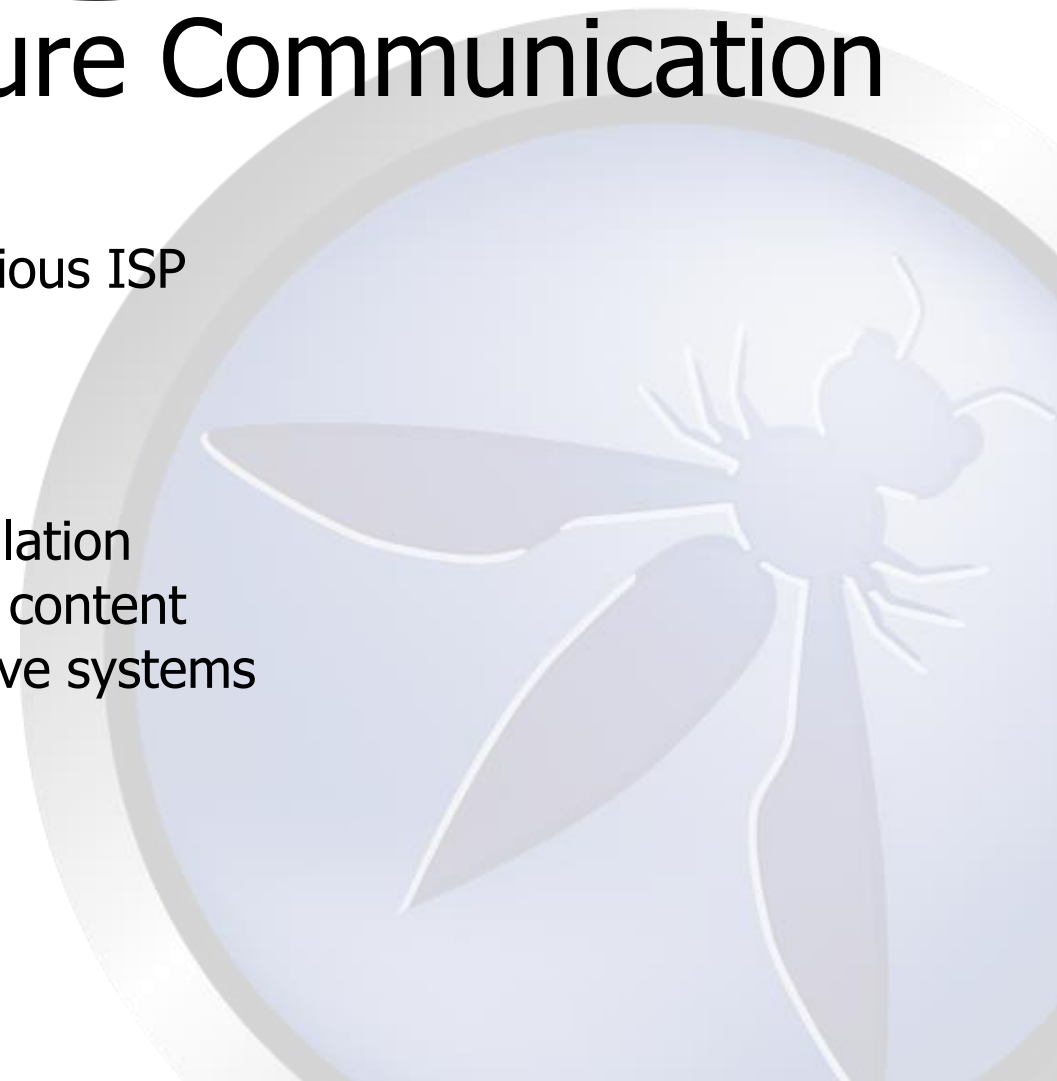 ure Communication
ious ISP
lation
content
ve systems